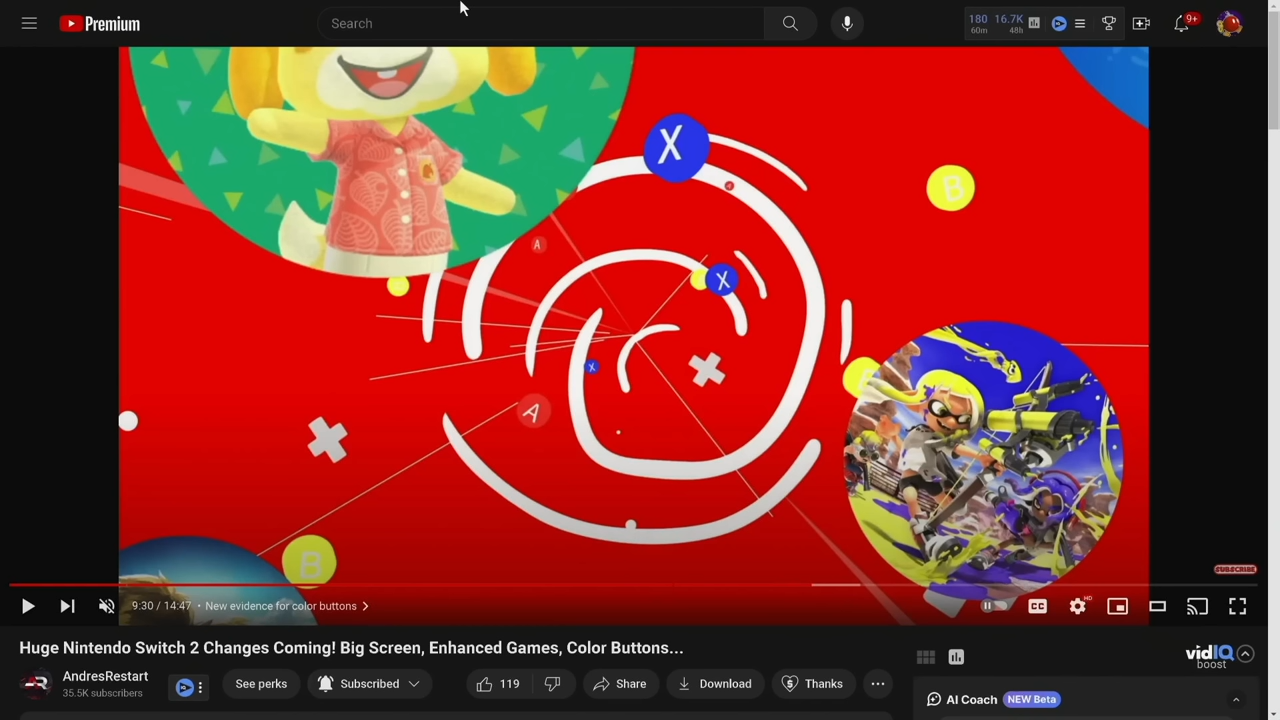 Premium
Search
180 16.7K
60m 48h
9+
X
B
A
X
X
A
B
SUBSCRIBE
9:30 / 14:47 • New evidence for color buttons
CC
HD
Huge Nintendo Switch 2 Changes Coming! Big Screen, Enhanced Games, Color Buttons...
AndresRestart
35.5K subscribers
See perks
Subscribed
119
Share
Download
Thanks
vidIQ
boost
AI Coach NEW Beta